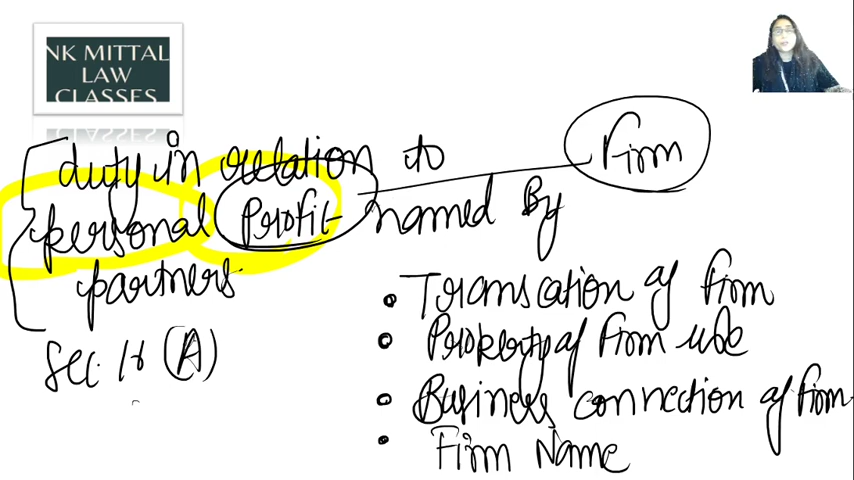 NK MITTAL
LAW
CLASSES
duty in relation to
personal Profit named By
partners.
Firm
Sec. 16 (A)
• Transcation of Firm
• Property of Firm use
• Business connection of Firm
• Firm Name